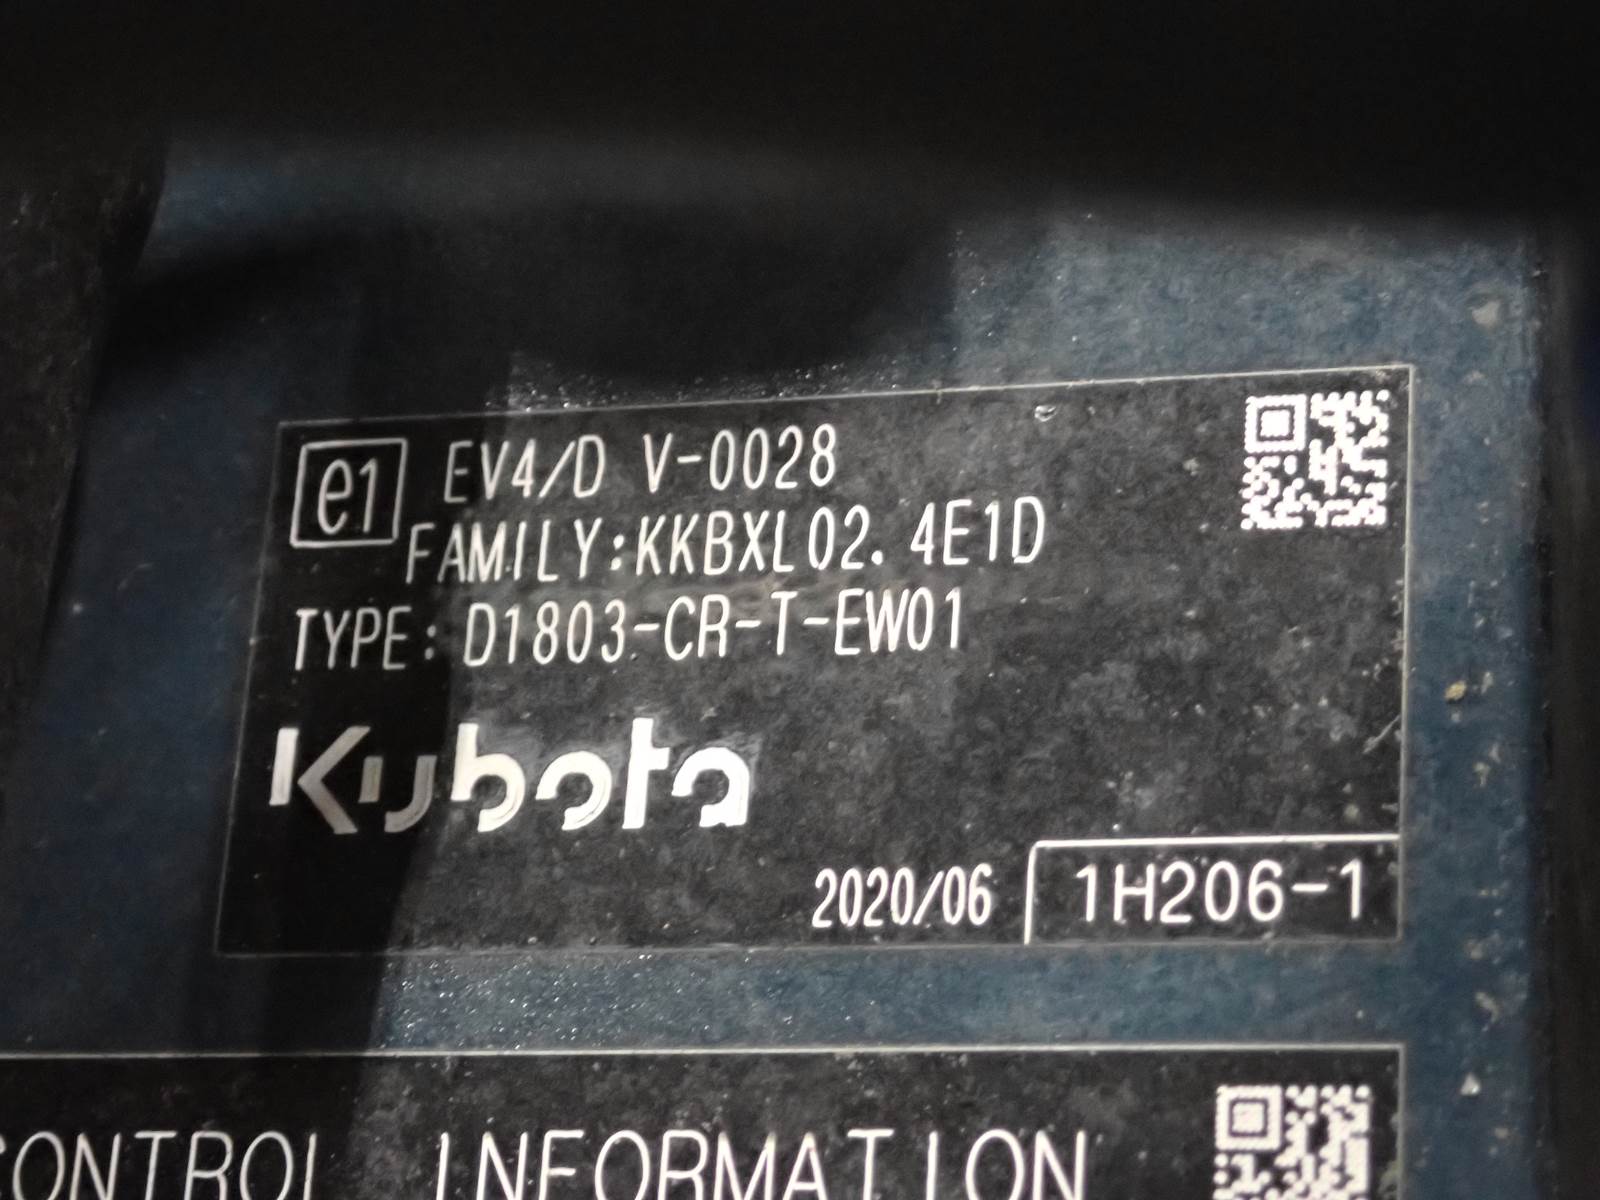 e1 EV4/D V-0028
FAMILY:KKBXL02.4E1D
TYPE: D1803-CR-T-EW01
Kubota
2020/06 1H206-1
CONTROL INFORMATION